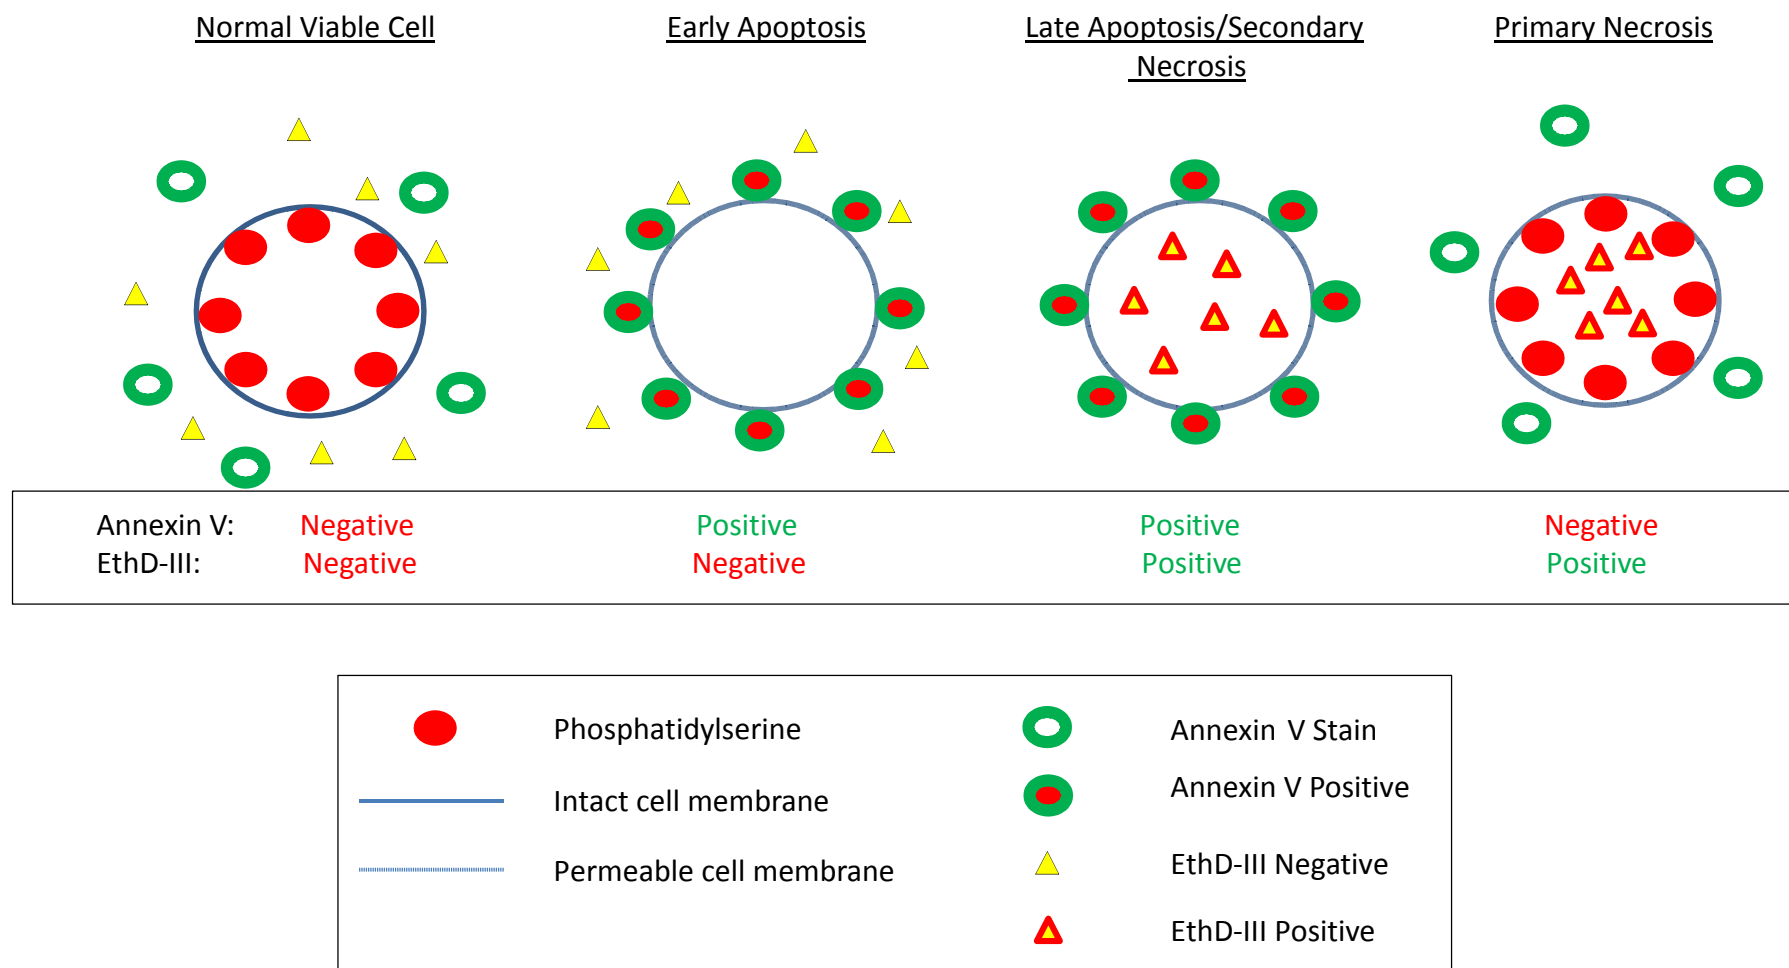 Normal Viable Cell
Early Apoptosis
Late Apoptosis/Secondary
Necrosis
Primary Necrosis
Annexin V: Negative Positive Positive Negative
EthD-III: Negative Negative Positive Positive
Phosphatidylserine
Intact cell membrane
Permeable cell membrane
Annexin V Stain
Annexin V Positive
EthD-III Negative
EthD-III Positive